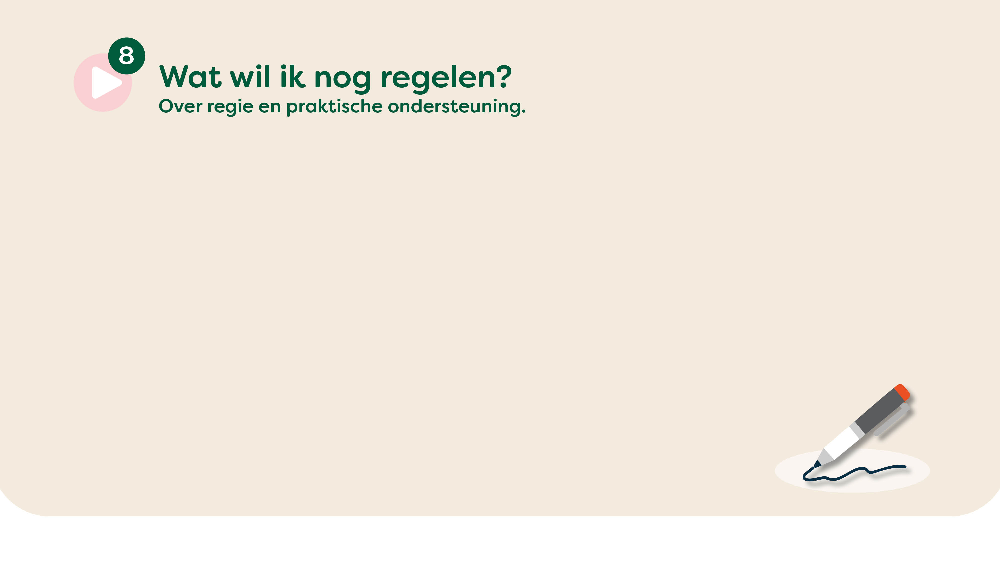 8
Wat wil ik nog regelen?
Over regie en praktische ondersteuning.